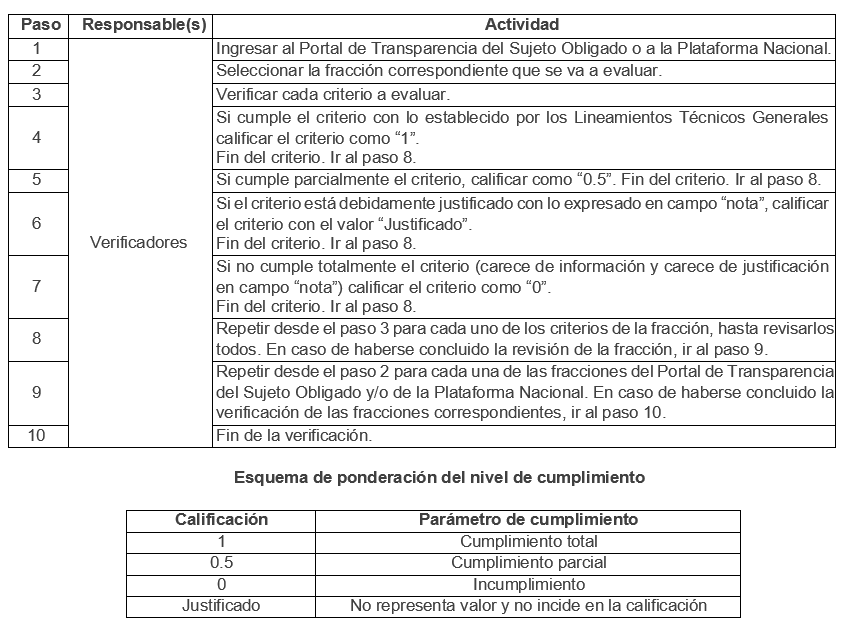 Paso Responsable(s) Actividad
1 Ingresar al Portal de Transparencia del Sujeto Obligado o a la Plataforma Nacional.
2 Seleccionar la fracción correspondiente que se va a evaluar.
3 Verificar cada criterio a evaluar.
4 Si cumple el criterio con lo establecido por los Lineamientos Técnicos Generales
calificar el criterio como “1”.
Fin del criterio. Ir al paso 8.
5 Si cumple parcialmente el criterio, calificar como “0.5”. Fin del criterio. Ir al paso 8.
6 Si el criterio está debidamente justificado con lo expresado en campo “nota”, calificar
el criterio con el valor “Justificado”.
Fin del criterio. Ir al paso 8.
Verificadores
7 Si no cumple totalmente el criterio (carece de información y carece de justificación
en campo “nota”) calificar el criterio como “0”.
Fin del criterio. Ir al paso 8.
8 Repetir desde el paso 3 para cada uno de los criterios de la fracción, hasta revisarlos
todos. En caso de haberse concluido la revisión de la fracción, ir al paso 9.
9 Repetir desde el paso 2 para cada una de las fracciones del Portal de Transparencia
del Sujeto Obligado y/o de la Plataforma Nacional. En caso de haberse concluido la
verificación de las fracciones correspondientes, ir al paso 10.
10 Fin de la verificación.
Esquema de ponderación del nivel de cumplimiento
Calificación Parámetro de cumplimiento
1 Cumplimiento total
0.5 Cumplimiento parcial
0 Incumplimiento
Justificado No representa valor y no incide en la calificación